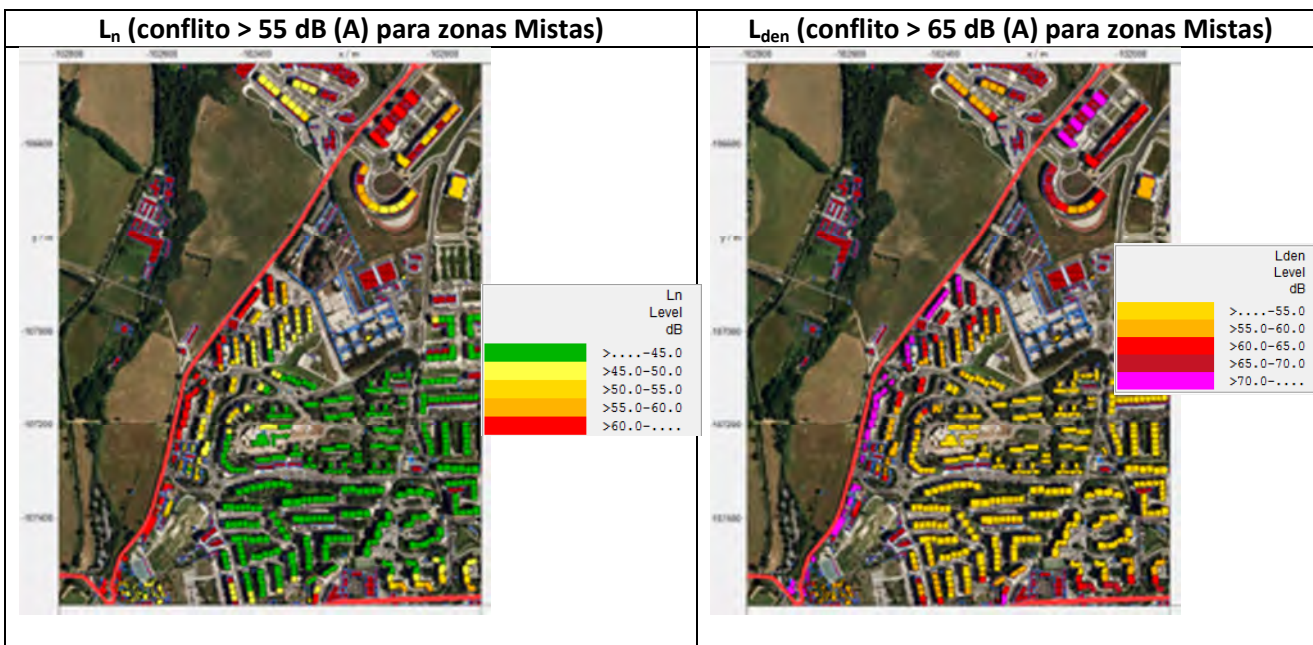 Ln (conflito > 55 dB (A) para zonas Mistas)
Lden (conflito > 65 dB (A) para zonas Mistas)
-102800
x / m
-102800
x / m
y / m
y / m
Ln
Level
dB
>....-45.0
>45.0-50.0
>50.0-55.0
>55.0-60.0
>60.0-....
Lden
Level
dB
>....-55.0
>55.0-60.0
>60.0-65.0
>65.0-70.0
>70.0-....